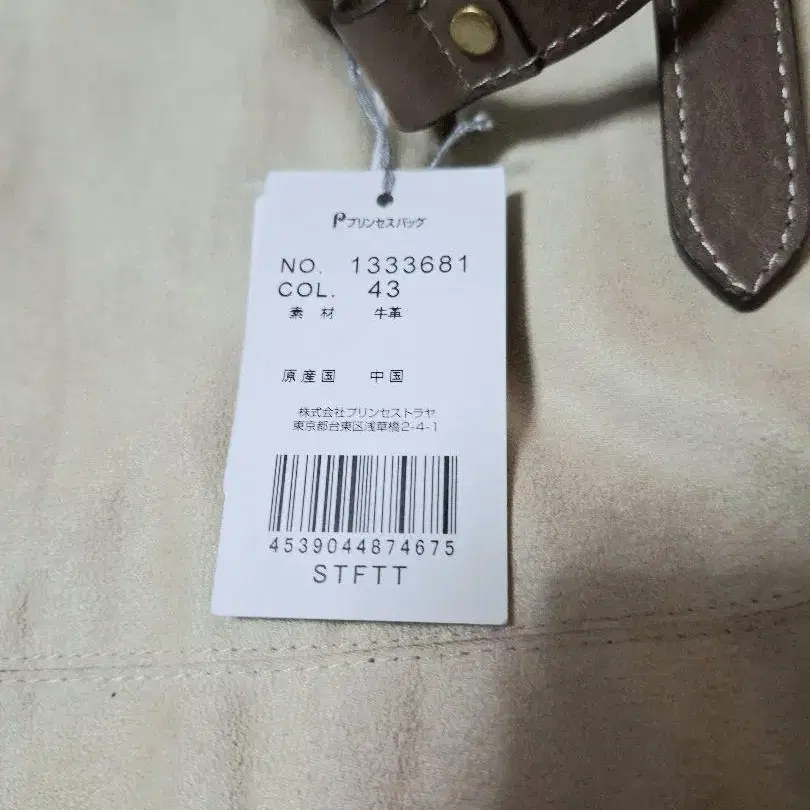 プリンセスバッグ
NO. 1333681
COL. 43
素 材 牛革
原産国 中国
株式会社プリンセストラヤ
東京都台東区浅草橋2-4-1
4539044874675
STFTT